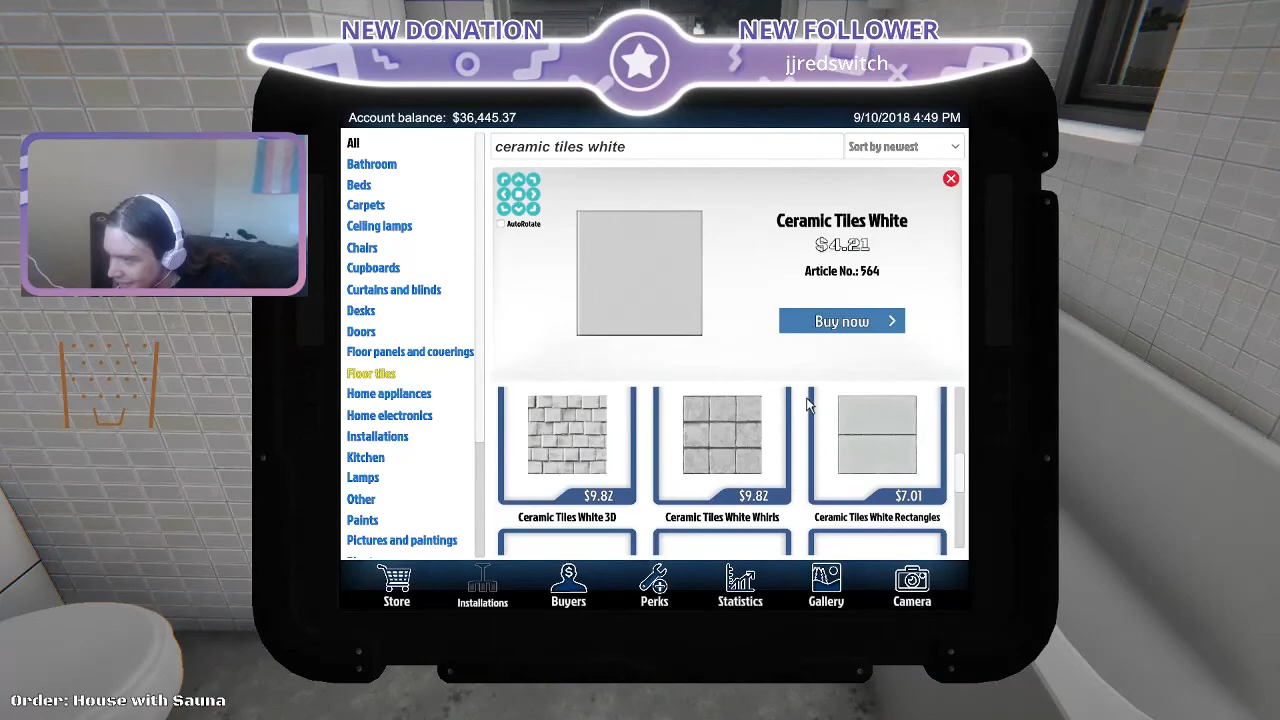 NEW DONATION
NEW FOLLOWER
jjredswitch
Account balance: $36,445.37
9/10/2018 4:49 PM
All
Bathroom
Beds
Carpets
Ceiling lamps
Chairs
Cupboards
Curtains and blinds
Desks
Doors
Floor panels and coverings
Floor tiles
Home appliances
Home electronics
Installations
Kitchen
Lamps
Other
Paints
Pictures and paintings
ceramic tiles white
Sort by newest
AutoRotate
Ceramic Tiles White
$4.21
Article No.: 564
Buy now
$9.82
$9.82
$7.01
Ceramic Tiles White 3D
Ceramic Tiles White Whirls
Ceramic Tiles White Rectangles
Store
Installations
Buyers
Perks
Statistics
Gallery
Camera
Order: House with Sauna